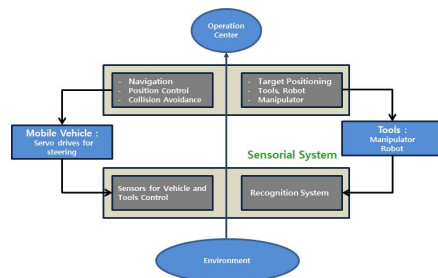 Operation
Center
- Navigation
- Position Control
- Collision Avoidance
- Target Positioning
- Tools, Robot
- Manipulator
Mobile Vehicle :
Servo drives for
steering
Tools :
Manipulator
Robot
Sensorial System
Sensors for Vehicle and
Tools Control
Recognition System
Environment